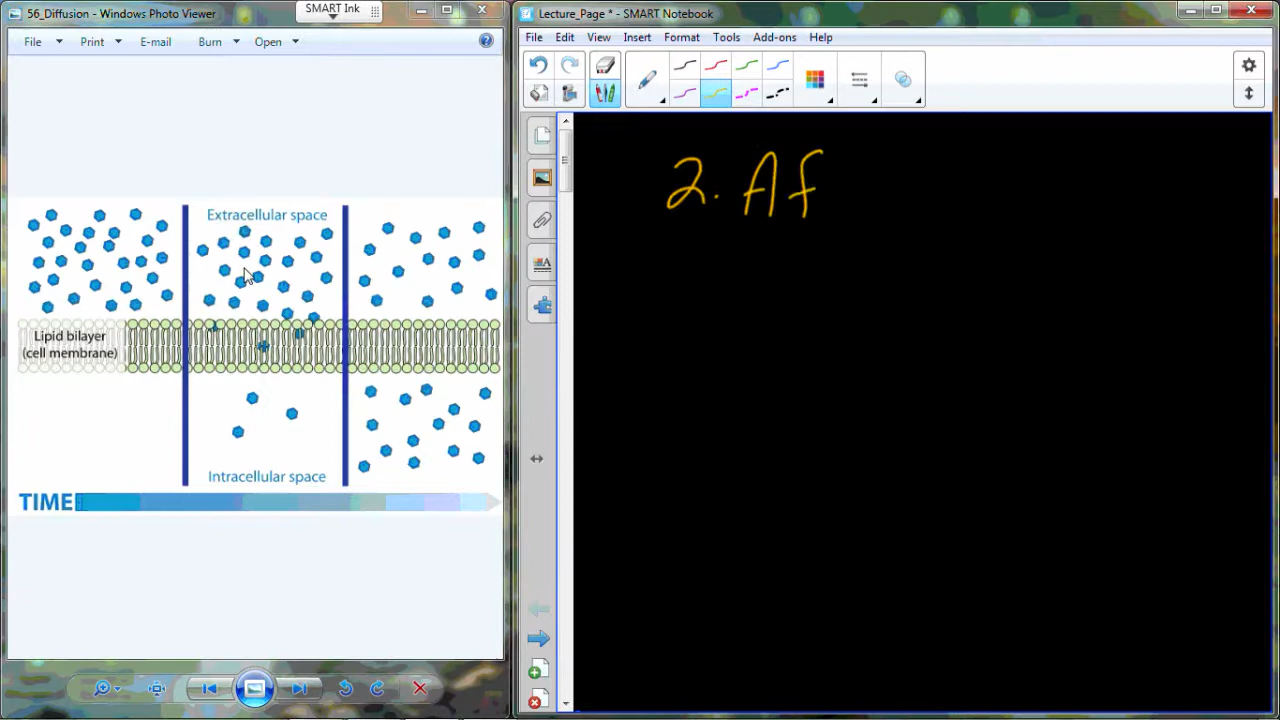 56_Diffusion - Windows Photo Viewer
SMART Ink
File Print E-mail Burn Open
Extracellular space
Lipid bilayer
(cell membrane)
Intracellular space
TIME
Lecture_Page * - SMART Notebook
File Edit View Insert Format Tools Add-ons Help
2. Af